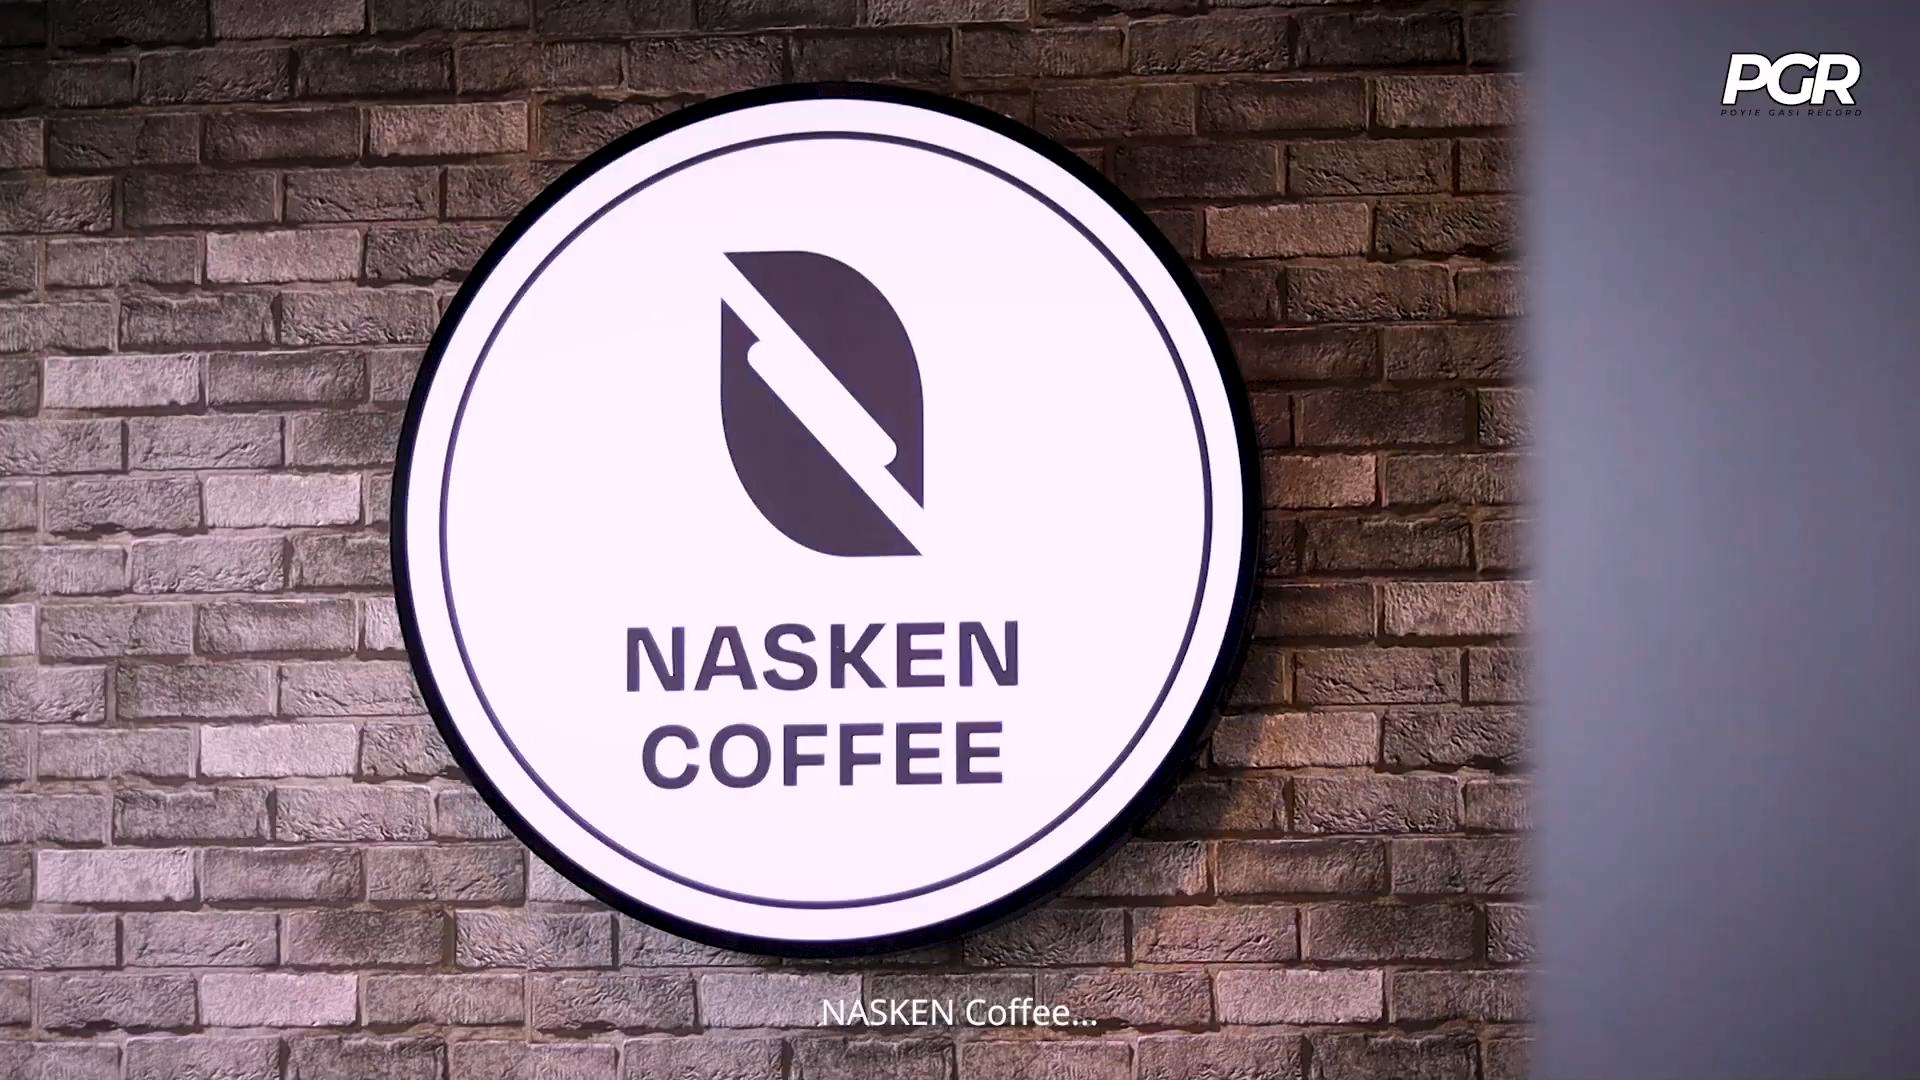 PGR
POYIE GASI RECORD
NASKEN
COFFEE
NASKEN Coffee...